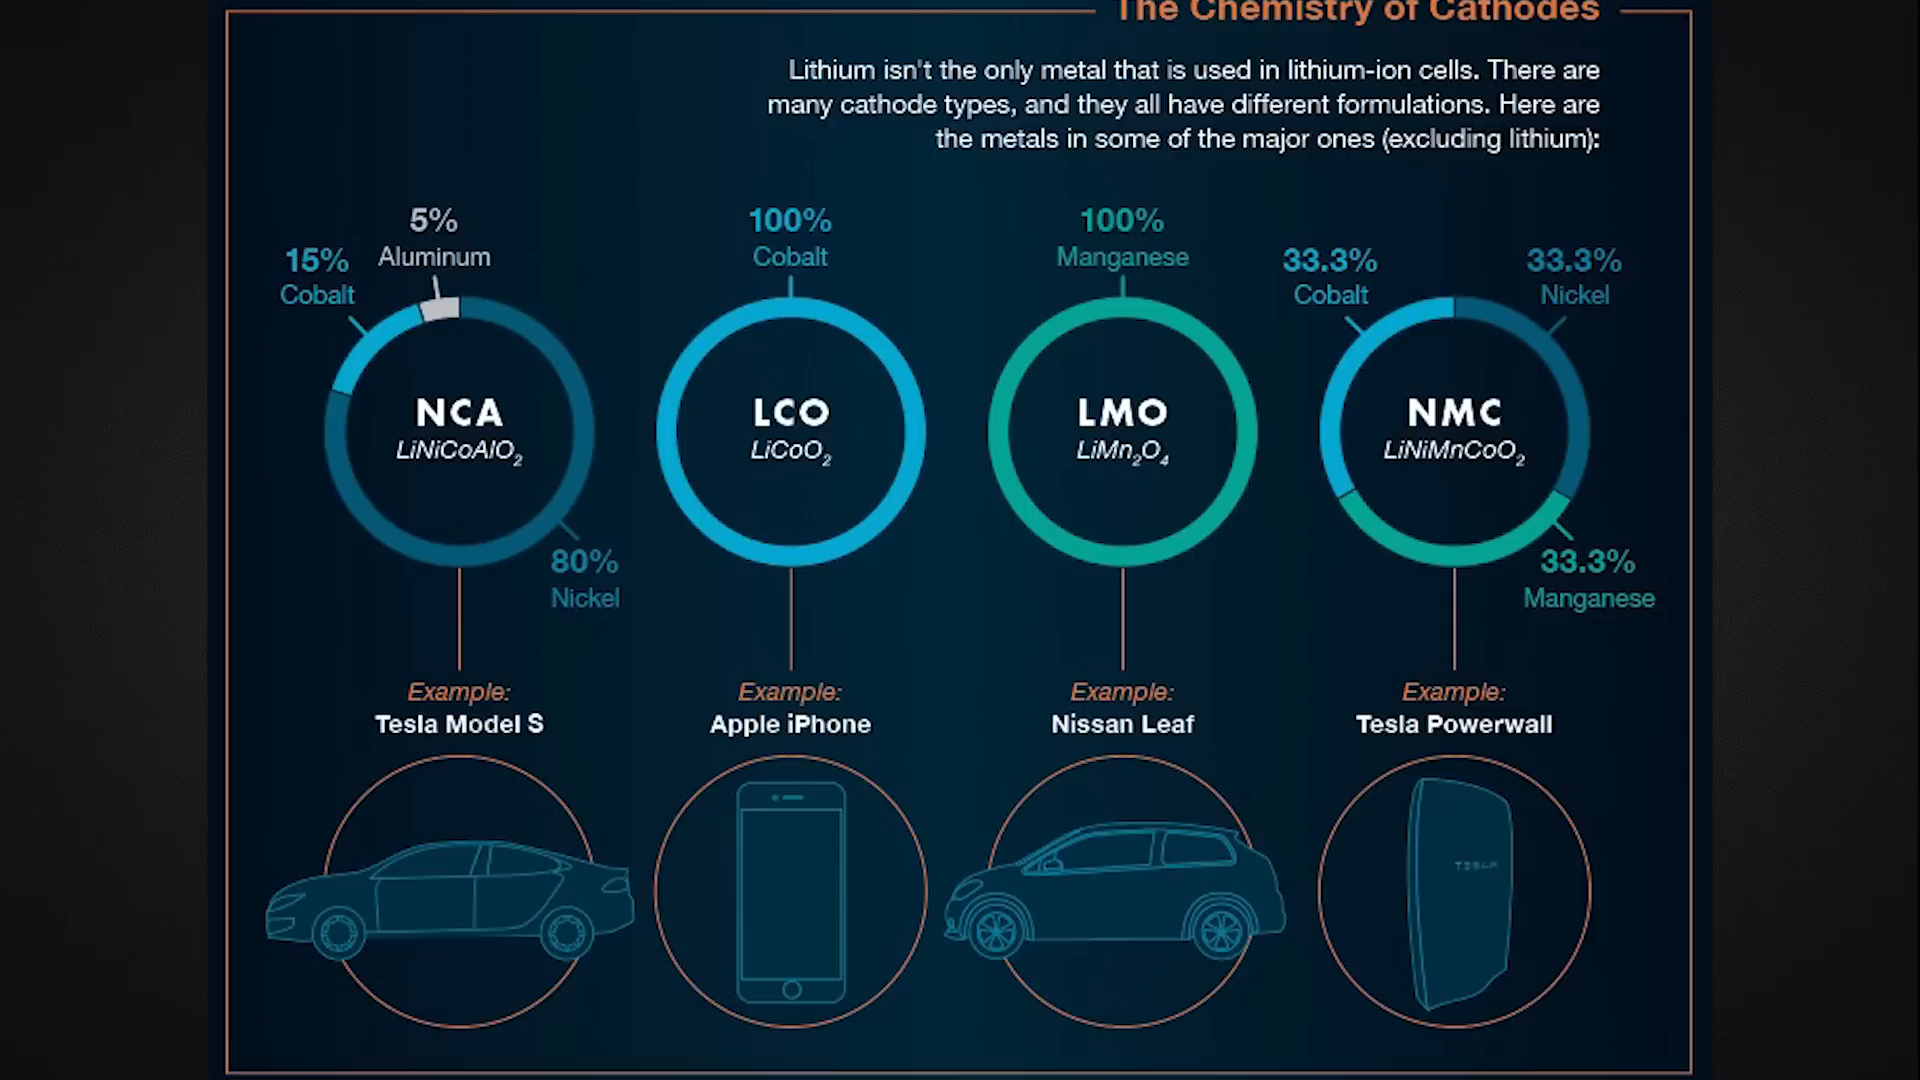 The Chemistry of Cathodes
Lithium isn't the only metal that is used in lithium-ion cells. There are
many cathode types, and they all have different formulations. Here are
the metals in some of the major ones (excluding lithium):
5%
Aluminum
15%
Cobalt
NCA
LiNiCoAlO₂
80%
Nickel
100%
Cobalt
LCO
LiCoO₂
100%
Manganese
LMO
LiMn₂O₄
33.3%
Cobalt
33.3%
Nickel
NMC
LiNiMnCoO₂
33.3%
Manganese
Example:
Tesla Model S
Example:
Apple iPhone
Example:
Nissan Leaf
Example:
Tesla Powerwall
TESLA